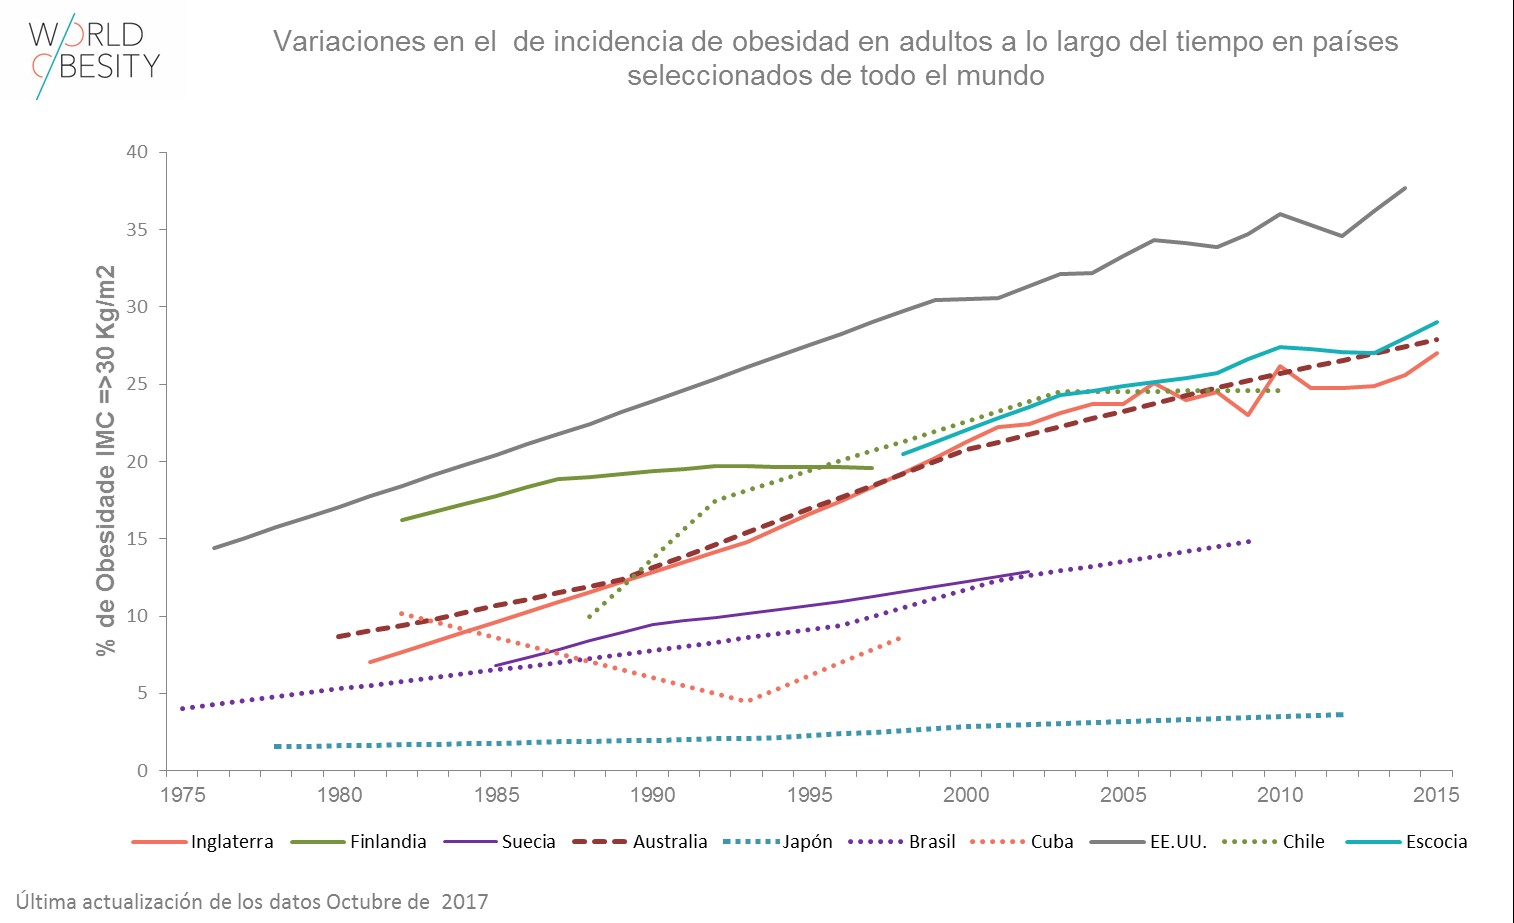 WORLD
OBESITY
Variaciones en el  de incidencia de obesidad en adultos a lo largo del tiempo en países
seleccionados de todo el mundo
% de Obesidade IMC =>30 Kg/m2
40
35
30
25
20
15
10
5
0
1975 1980 1985 1990 1995 2000 2005 2010 2015
Inglaterra Finlandia Suecia Australia Japón Brasil Cuba EE.UU. Chile Escocia
Última actualización de los datos Octubre de  2017